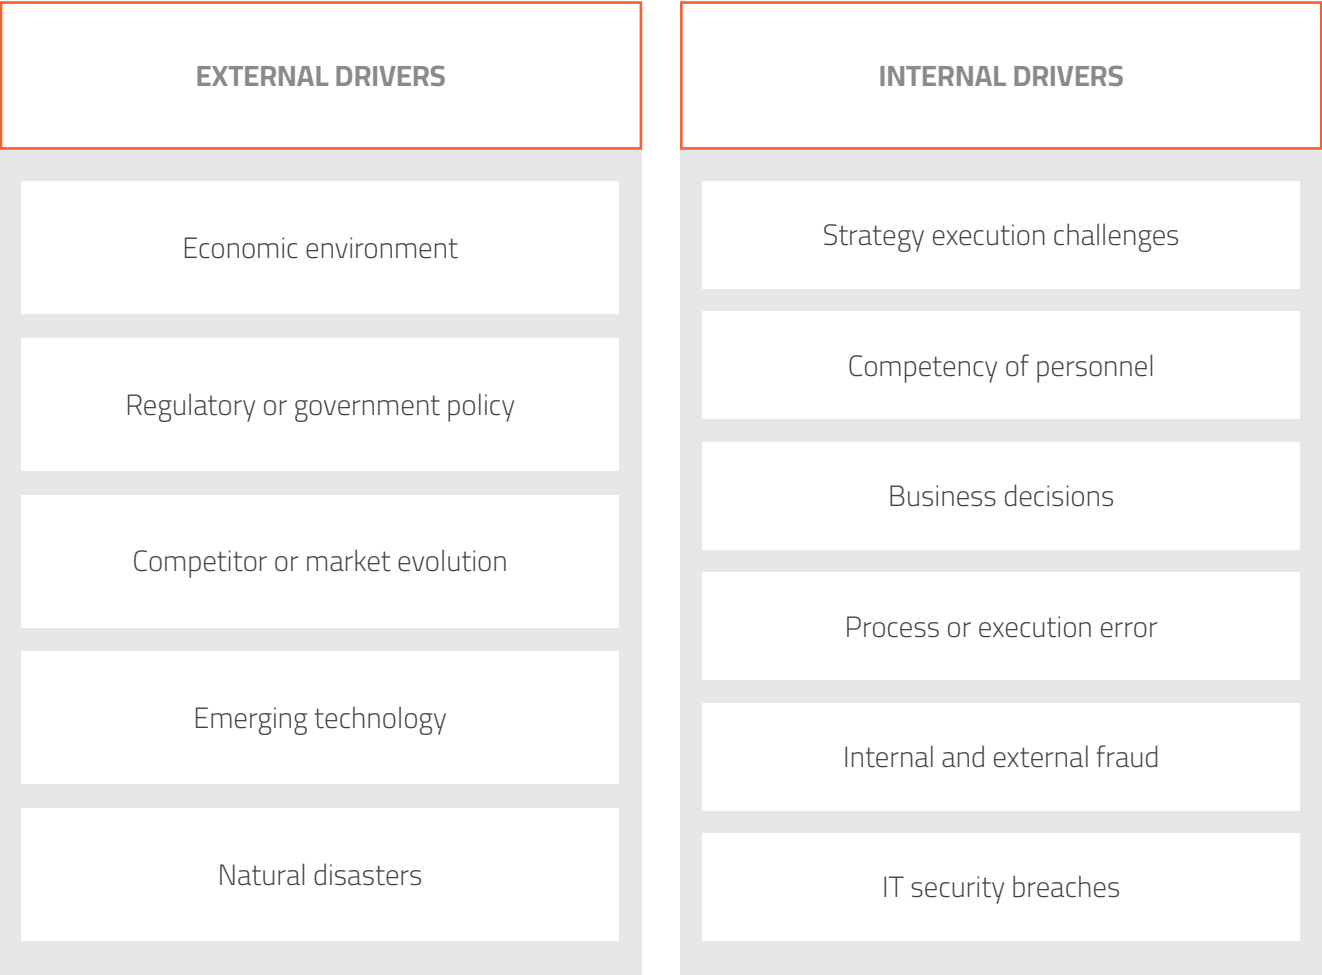 EXTERNAL DRIVERS
Economic environment
Regulatory or government policy
Competitor or market evolution
Emerging technology
Natural disasters
INTERNAL DRIVERS
Strategy execution challenges
Competency of personnel
Business decisions
Process or execution error
Internal and external fraud
IT security breaches